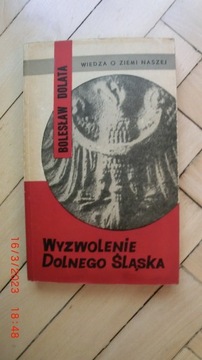 WIEDZA O ZIEMI NASZEJ
BOLESŁAW DOLATA
WYZWOLENIE
DOLNEGO ŚLĄSKA
16/3/2023
18:48